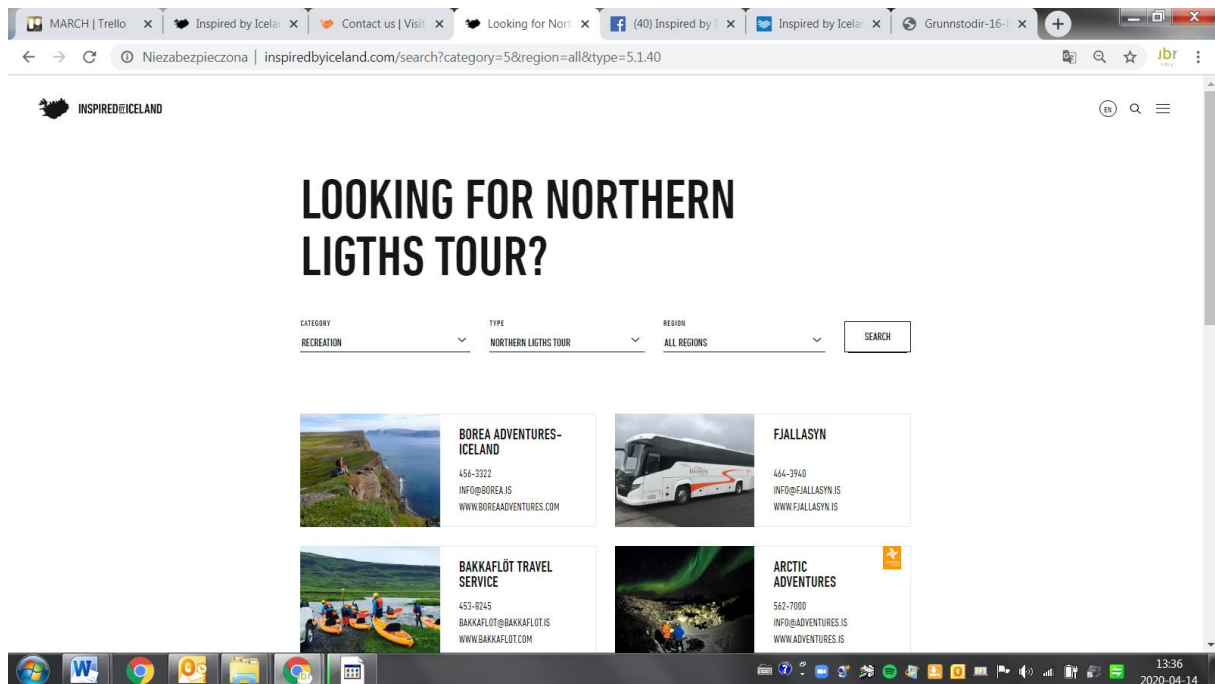 MARCH | Trello
Inspired by Icelan
Contact us | Visit
Looking for Nort
(40) Inspired by I
Inspired by Icelan
Grunnstodir-16-
Niezabezpieczona | inspiredbyiceland.com/search?category=5&region=all&type=5.1.40
INSPIRED BY ICELAND
EN
LOOKING FOR NORTHERN
LIGTHS TOUR?
CATEGORY
RECREATION
TYPE
NORTHERN LIGTHS TOUR
REGION
ALL REGIONS
SEARCH
BOREA ADVENTURES-
ICELAND
456-3322
INFO@BOREA.IS
WWW.BOREAADVENTURES.COM
FJALLASYN
464-3940
INFO@FJALLASYN.IS
WWW.FJALLASYN.IS
BAKKAFLÖT TRAVEL
SERVICE
453-8245
BAKKAFLOT@BAKKAFLOT.IS
WWW.BAKKAFLOT.COM
ARCTIC
ADVENTURES
562-7000
INFO@ADVENTURES.IS
WWW.ADVENTURES.IS
13:36
2020-04-14